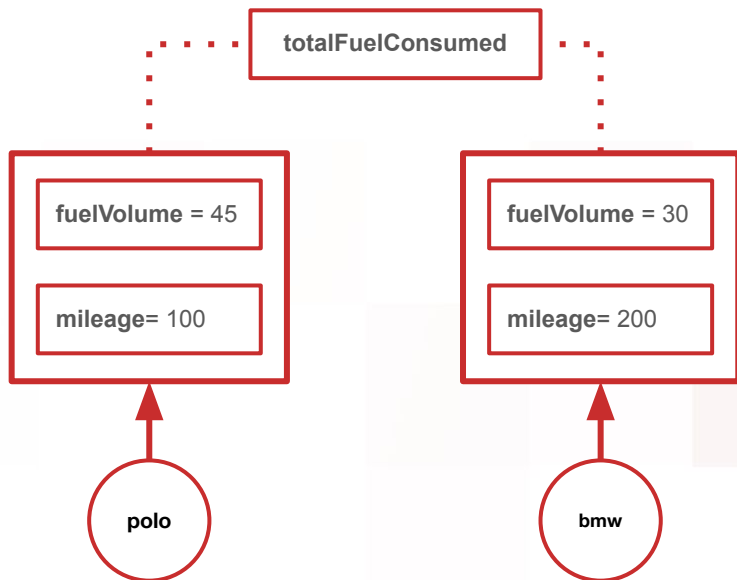 totalFuelConsumed
fuelVolume = 45
fuelVolume = 30
mileage= 100
mileage= 200
polo
bmw